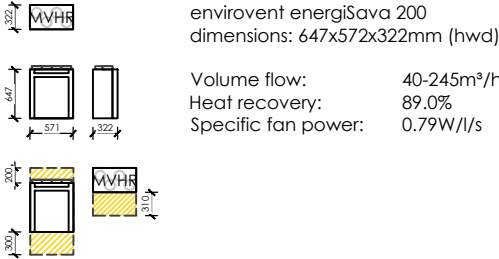 322
MVHR
envirovent energiSava 200
dimensions: 647x572x322mm (hwd)
647
571
322
Volume flow: 40-245m³/h
Heat recovery: 89.0%
Specific fan power: 0.79W/l/s
200
300
MVHR
310